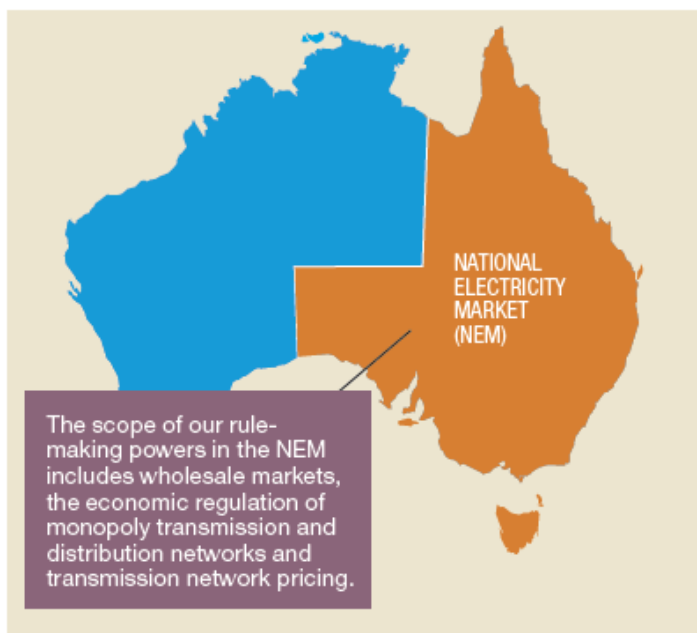 NATIONAL
ELECTRICITY
MARKET
(NEM)
The scope of our rule-
making powers in the NEM
includes wholesale markets,
the economic regulation of
monopoly transmission and
distribution networks and
transmission network pricing.